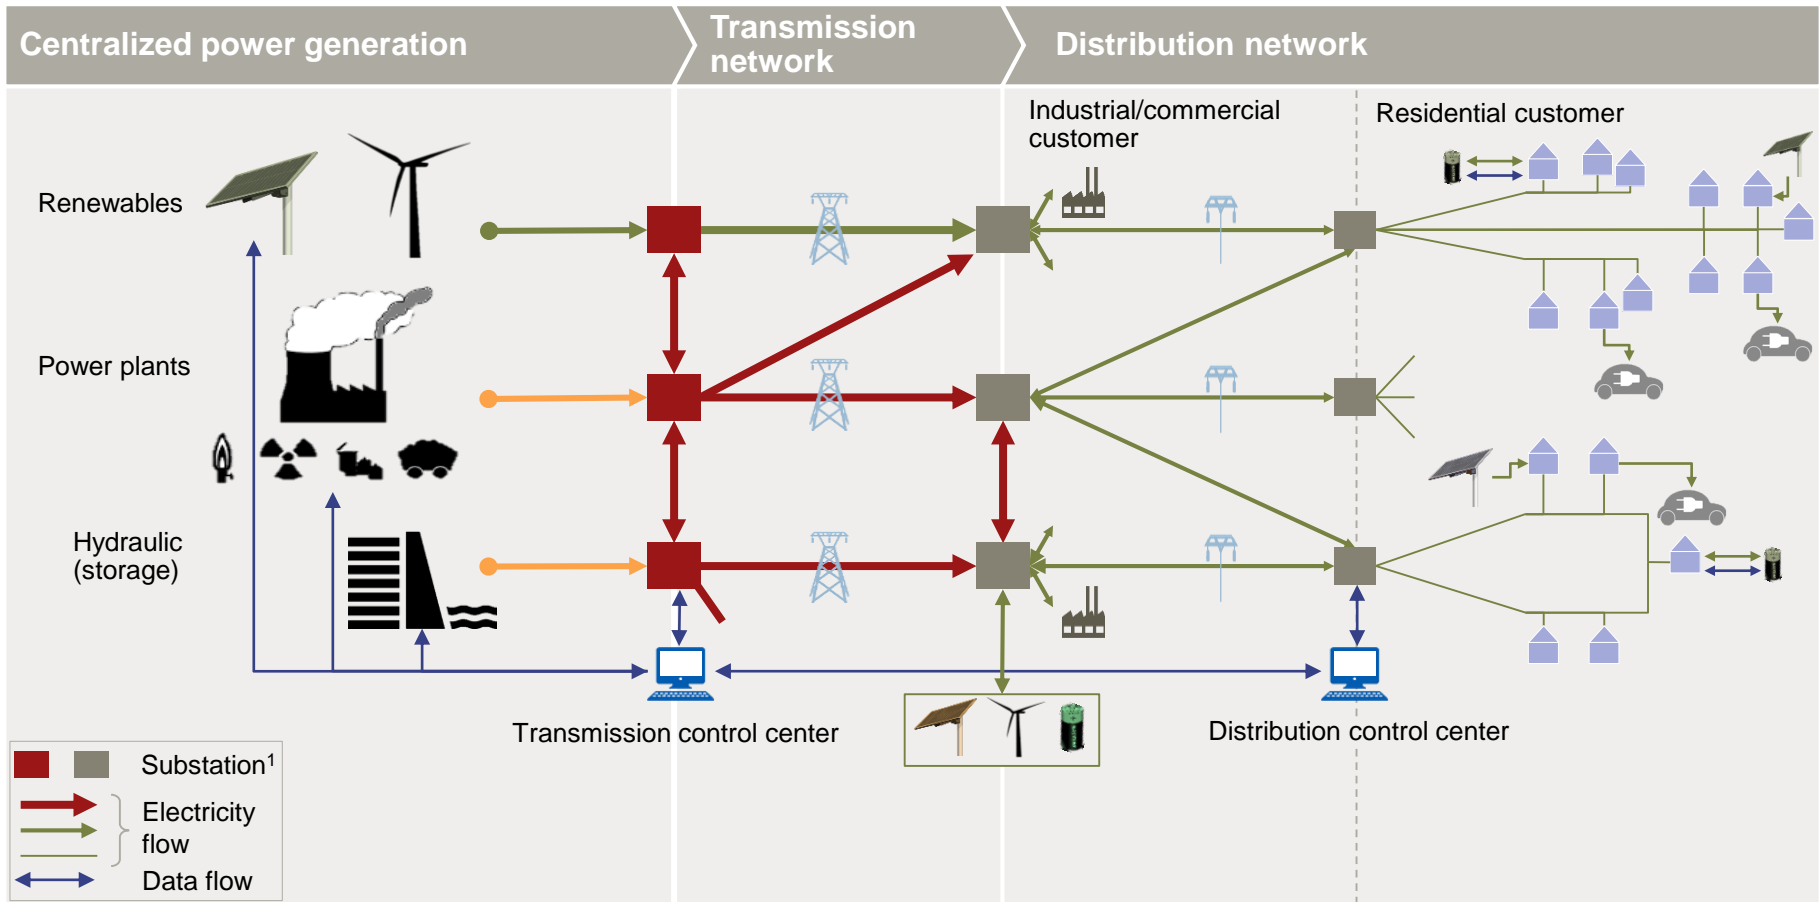 Centralized power generation
Transmission
network
Distribution network
Industrial/commercial
customer
Residential customer
Renewables
Power plants
Hydraulic
(storage)
Transmission control center
Distribution control center
Substation¹
Electricity
flow
Data flow